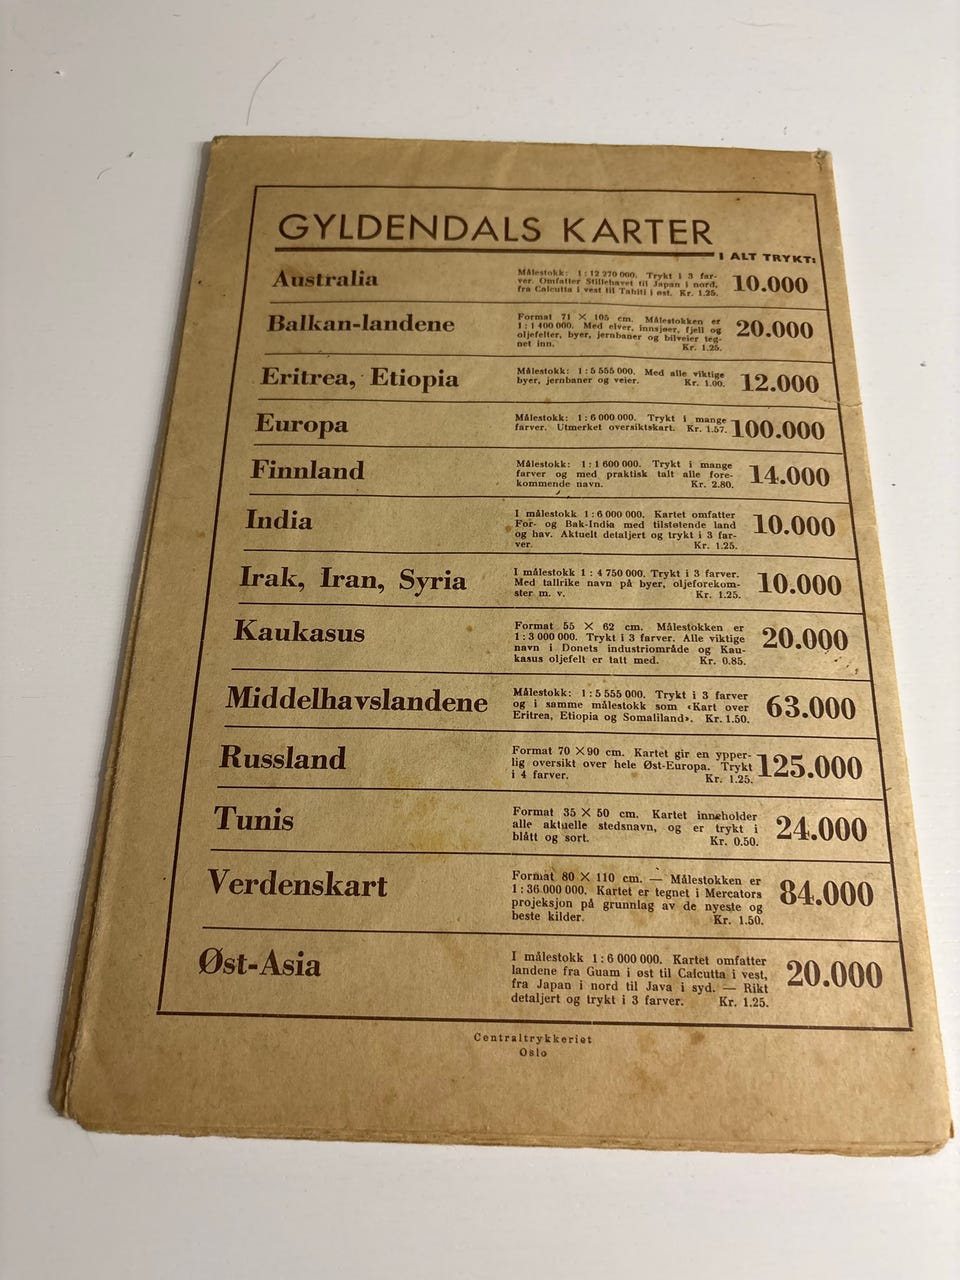 GYLDENDALS KARTER
I ALT TRYKT:
Australia
Målestokk: 1 : 12 270 000. Trykt i 3 far-
ver. Omfatter Stillehavet til Japan i nord,
fra Calcutta i vest til Tahiti i øst. Kr. 1.25.
10.000
Balkan-landene
Format 71 × 105 cm. Målestokken er
1 : 1 400 000. Med elver, innsjøer, fjell og
oljefelter, byer, jernbaner og bilveier teg-
net inn. Kr. 1.25.
20.000
Eritrea, Etiopia
Målestokk: 1 : 5 555 000. Med alle viktige
byer, jernbaner og veier. Kr. 1.00.
12.000
Europa
Målestokk: 1 : 6 000 000. Trykt i mange
farver. Utmerket oversiktskart. Kr. 1.57.
100.000
Finnland
Målestokk: 1 : 1 600 000. Trykt i mange
farver og med praktisk talt alle fore-
kommende navn. Kr. 2.80.
14.000
India
I målestokk 1 : 6 000 000. Kartet omfatter
For- og Bak-India med tilstøtende land
og hav. Aktuelt detaljert og trykt i 3 far-
ver. Kr. 1.25.
10.000
Irak, Iran, Syria
I målestokk 1 : 4 750 000. Trykt i 3 farver.
Med tallrike navn på byer, oljeforekom-
ster m. v. Kr. 1.25.
10.000
Kaukasus
Format 55 × 62 cm. Målestokken er
1 : 3 000 000. Trykt i 3 farver. Alle viktige
navn i Donets industriområde og Kau-
kasus oljefelt er tatt med. Kr. 0.85.
20.000
Middelhavslandene
Målestokk: 1 : 5 555 000. Trykt i 3 farver
og i samme målestokk som «Kart over
Eritrea, Etiopia og Somaliland». Kr. 1.50.
63.000
Russland
Format 70 × 90 cm. Kartet gir en ypper-
lig oversikt over hele Øst-Europa. Trykt
i 4 farver. Kr. 1.25.
125.000
Tunis
Format 35 × 50 cm. Kartet inneholder
alle aktuelle stedsnavn, og er trykt i
blått og sort. Kr. 0.50.
24.000
Verdenskart
Format 80 × 110 cm. — Målestokken er
1 : 36 000 000. Kartet er tegnet i Mercators
projeksjon på grunnlag av de nyeste og
beste kilder. Kr. 1.50.
84.000
Øst-Asia
I målestokk 1 : 6 000 000. Kartet omfatter
landene fra Guam i øst til Calcutta i vest,
fra Japan i nord til Java i syd. — Rikt
detaljert og trykt i 3 farver. Kr. 1.25.
20.000
Centraltrykkeriet
Oslo